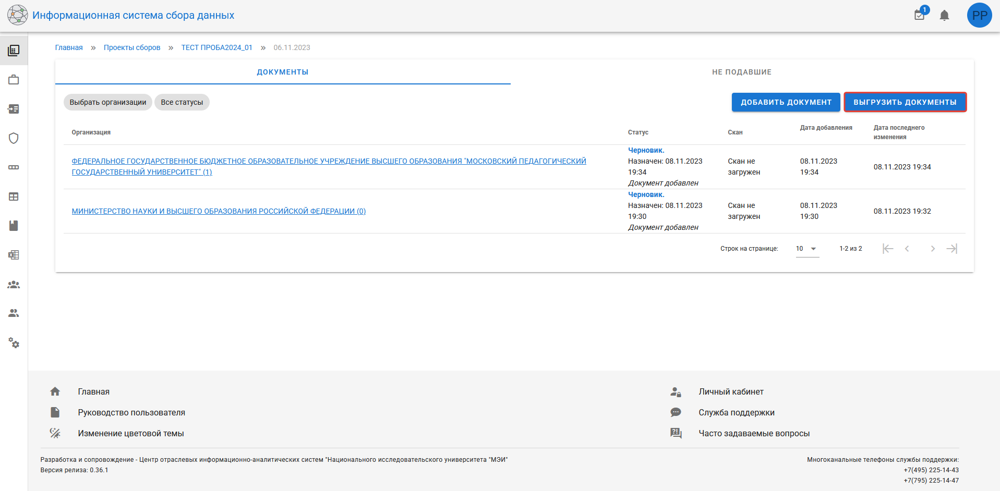 Информационная система сбора данных
1
PP
Главная » Проекты сборов » ТЕСТ ПРОБА2024_01 » 06.11.2023
ДОКУМЕНТЫ
НЕ ПОДАВШИЕ
Выбрать организации
Все статусы
ДОБАВИТЬ ДОКУМЕНТ
ВЫГРУЗИТЬ ДОКУМЕНТЫ
Организация
Статус
Скан
Дата добавления
Дата последнего
изменения
ФЕДЕРАЛЬНОЕ ГОСУДАРСТВЕННОЕ БЮДЖЕТНОЕ ОБРАЗОВАТЕЛЬНОЕ УЧРЕЖДЕНИЕ ВЫСШЕГО ОБРАЗОВАНИЯ "МОСКОВСКИЙ ПЕДАГОГИЧЕСКИЙ
ГОСУДАРСТВЕННЫЙ УНИВЕРСИТЕТ" (1)
Черновик.
Назначен: 08.11.2023
19:34
Документ добавлен
Скан не
загружен
08.11.2023
19:34
08.11.2023 19:34
МИНИСТЕРСТВО НАУКИ И ВЫСШЕГО ОБРАЗОВАНИЯ РОССИЙСКОЙ ФЕДЕРАЦИИ (0)
Черновик.
Назначен: 08.11.2023
19:30
Документ добавлен
Скан не
загружен
08.11.2023
19:30
08.11.2023 19:32
Строк на странице:
10
1-2 из 2
Главная
Руководство пользователя
Изменение цветовой темы
Личный кабинет
Служба поддержки
Часто задаваемые вопросы
Разработка и сопровождение - Центр отраслевых информационно-аналитических систем "Национального исследовательского университета "МЭИ"
Версия релиза: 0.36.1
Многоканальные телефоны службы поддержки:
+7(495) 225-14-43
+7(795) 225-14-47